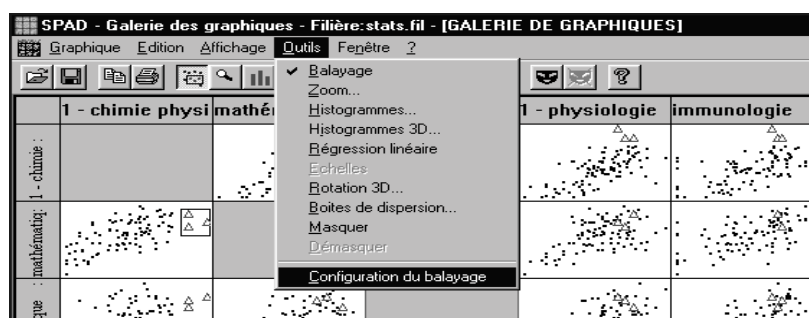 SPAD - Galerie des graphiques - Filière:stats.fil - [GALERIE DE GRAPHIQUES]
Graphique Edition Affichage Outils Fenêtre ?
Balayage
Zoom...
Histogrammes...
Histogrammes 3D...
Régression linéaire
Echelles
Rotation 3D...
Boites de dispersion...
Masquer
Démasquer
Configuration du balayage
1 - chimie physi mathé 1 - physiologie immunologie
1 - chimie :
mathématiq:
que :